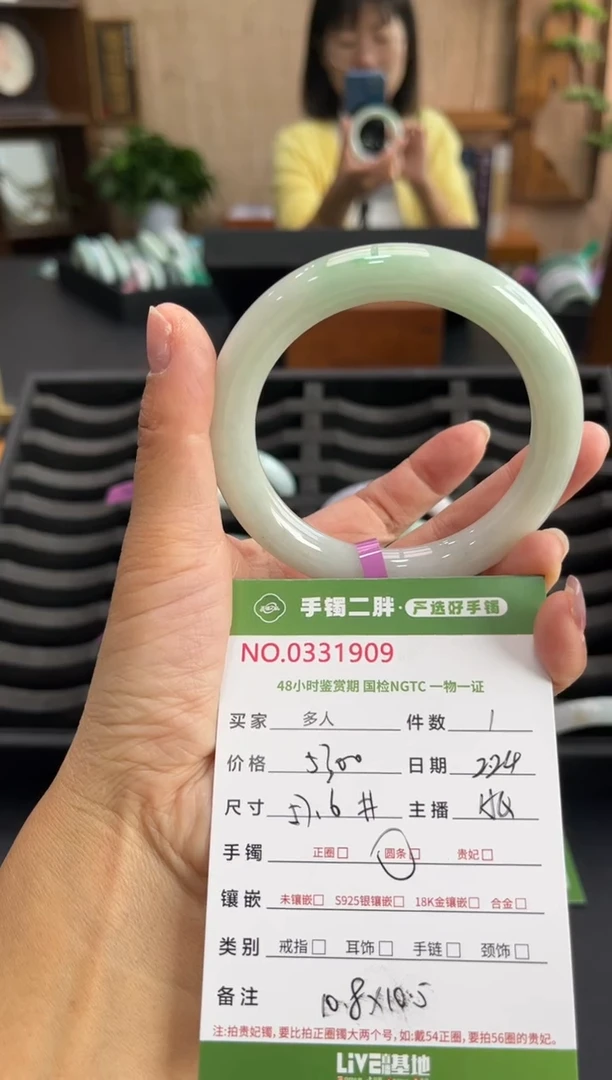 手镯二胖·严选好手镯
NO.0331909
48小时鉴赏期 国检NGTC 一物一证
买家 多人 件数 1
价格 5300 日期 2.24
尺寸 57.6# 主播
手镯 正圈□ 圆条□ 贵妃□
镶嵌 未镶嵌□ S925银镶嵌□ 18K金镶嵌□ 合金□
类别 戒指□ 耳饰□ 手链□ 颈饰□
备注 10.8×10.5
注:拍贵妃镯,要比拍正圈镯大两个号,如:戴54正圈,要拍56圈的贵妃。
LiVE 基地